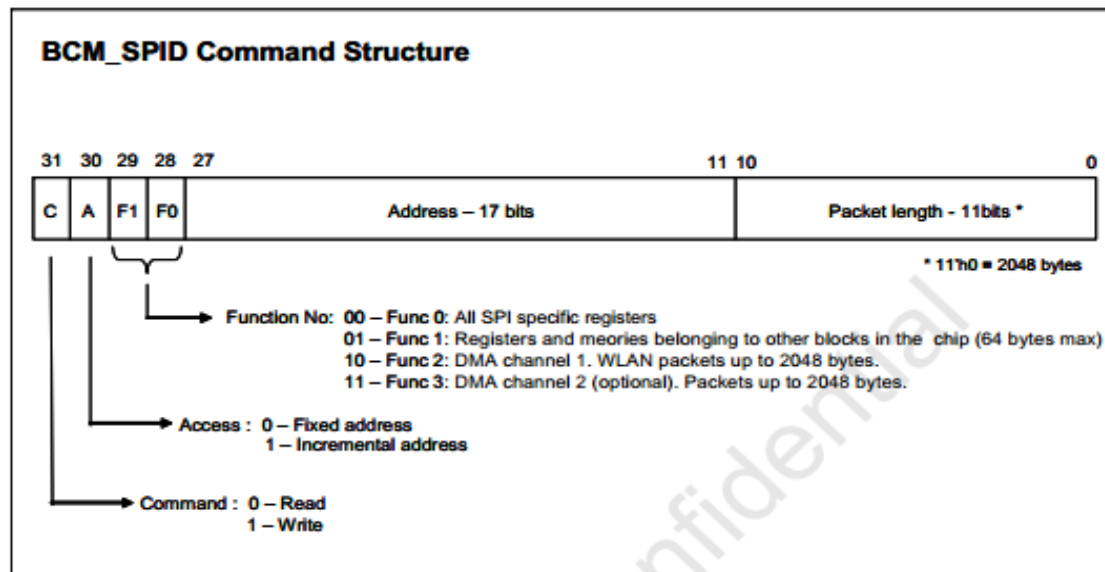 BCM_SPID Command Structure
31 30 29 28 27 11 10 0
C A F1 F0 Address – 17 bits Packet length - 11bits *
* 11'h0 = 2048 bytes
Function No: 00 – Func 0: All SPI specific registers
01 – Func 1: Registers and meories belonging to other blocks in the chip (64 bytes max)
10 – Func 2: DMA channel 1. WLAN packets up to 2048 bytes.
11 – Func 3: DMA channel 2 (optional). Packets up to 2048 bytes.
Access : 0 – Fixed address
1 – Incremental address
Command : 0 – Read
1 – Write
nfidential